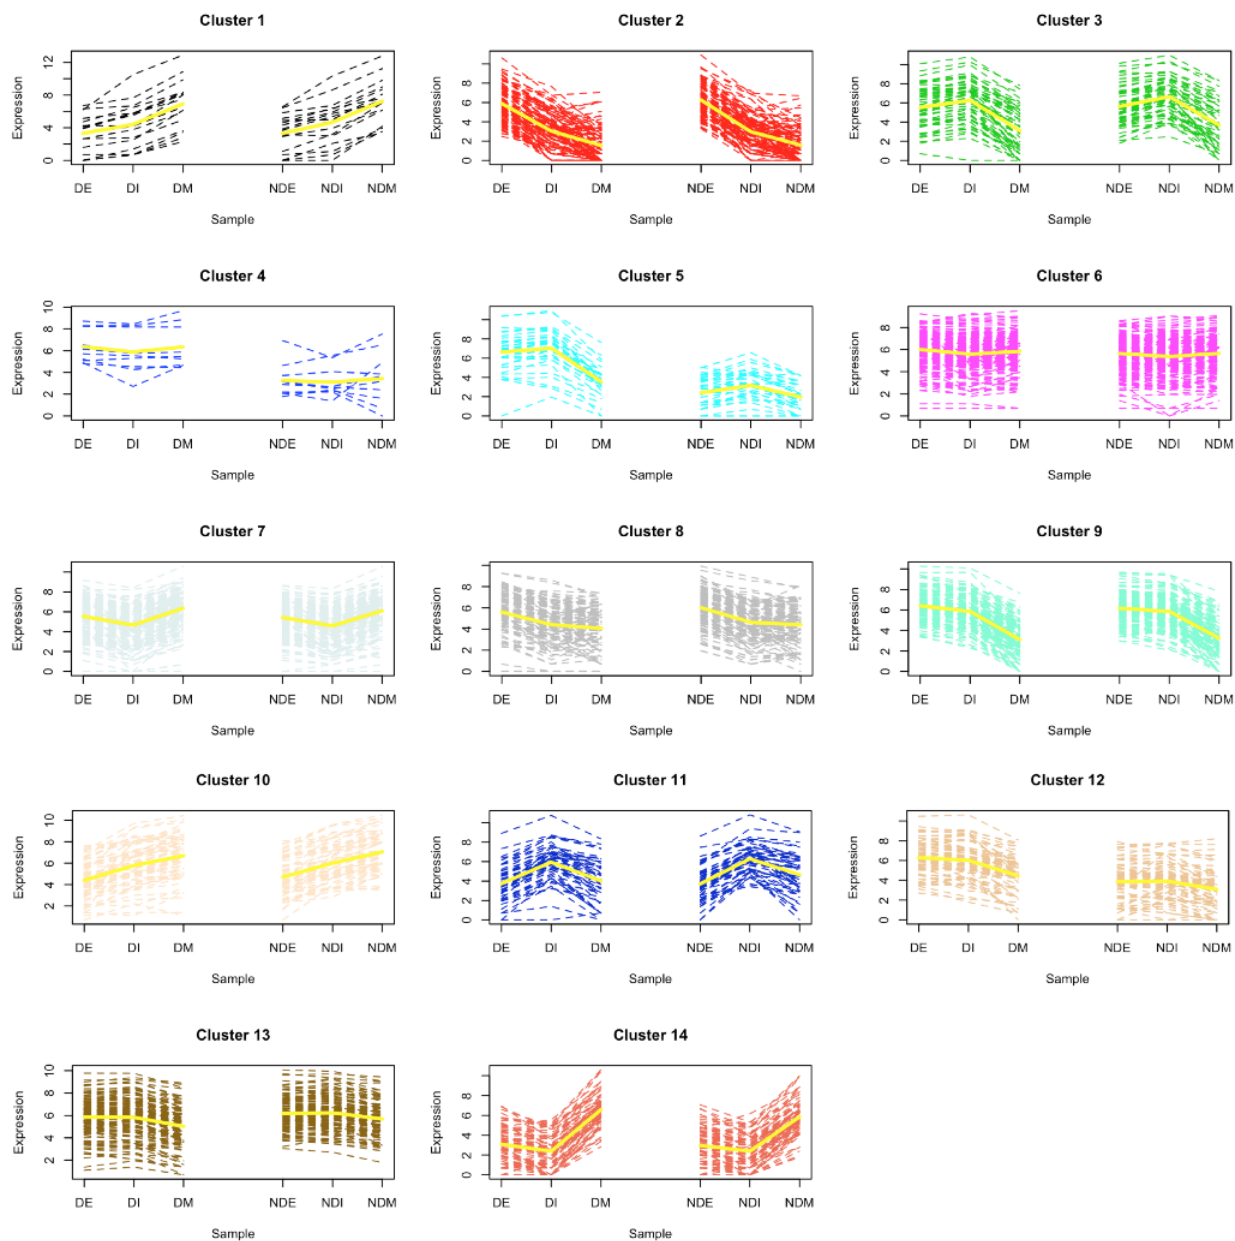 Cluster 1
Expression
0 4 8 12
DE DI DM NDE NDI NDM
Sample
Cluster 2
Expression
0 2 4 6 8
DE DI DM NDE NDI NDM
Sample
Cluster 3
Expression
0 2 4 6 8
DE DI DM NDE NDI NDM
Sample
Cluster 4
Expression
0 2 4 6 8 10
DE DI DM NDE NDI NDM
Sample
Cluster 5
Expression
0 2 4 6 8
DE DI DM NDE NDI NDM
Sample
Cluster 6
Expression
0 2 4 6 8
DE DI DM NDE NDI NDM
Sample
Cluster 7
Expression
0 2 4 6 8
DE DI DM NDE NDI NDM
Sample
Cluster 8
Expression
0 2 4 6 8
DE DI DM NDE NDI NDM
Sample
Cluster 9
Expression
0 2 4 6 8
DE DI DM NDE NDI NDM
Sample
Cluster 10
Expression
2 4 6 8 10
DE DI DM NDE NDI NDM
Sample
Cluster 11
Expression
0 2 4 6 8
DE DI DM NDE NDI NDM
Sample
Cluster 12
Expression
0 2 4 6 8
DE DI DM NDE NDI NDM
Sample
Cluster 13
Expression
2 4 6 8 10
DE DI DM NDE NDI NDM
Sample
Cluster 14
Expression
0 2 4 6 8
DE DI DM NDE NDI NDM
Sample